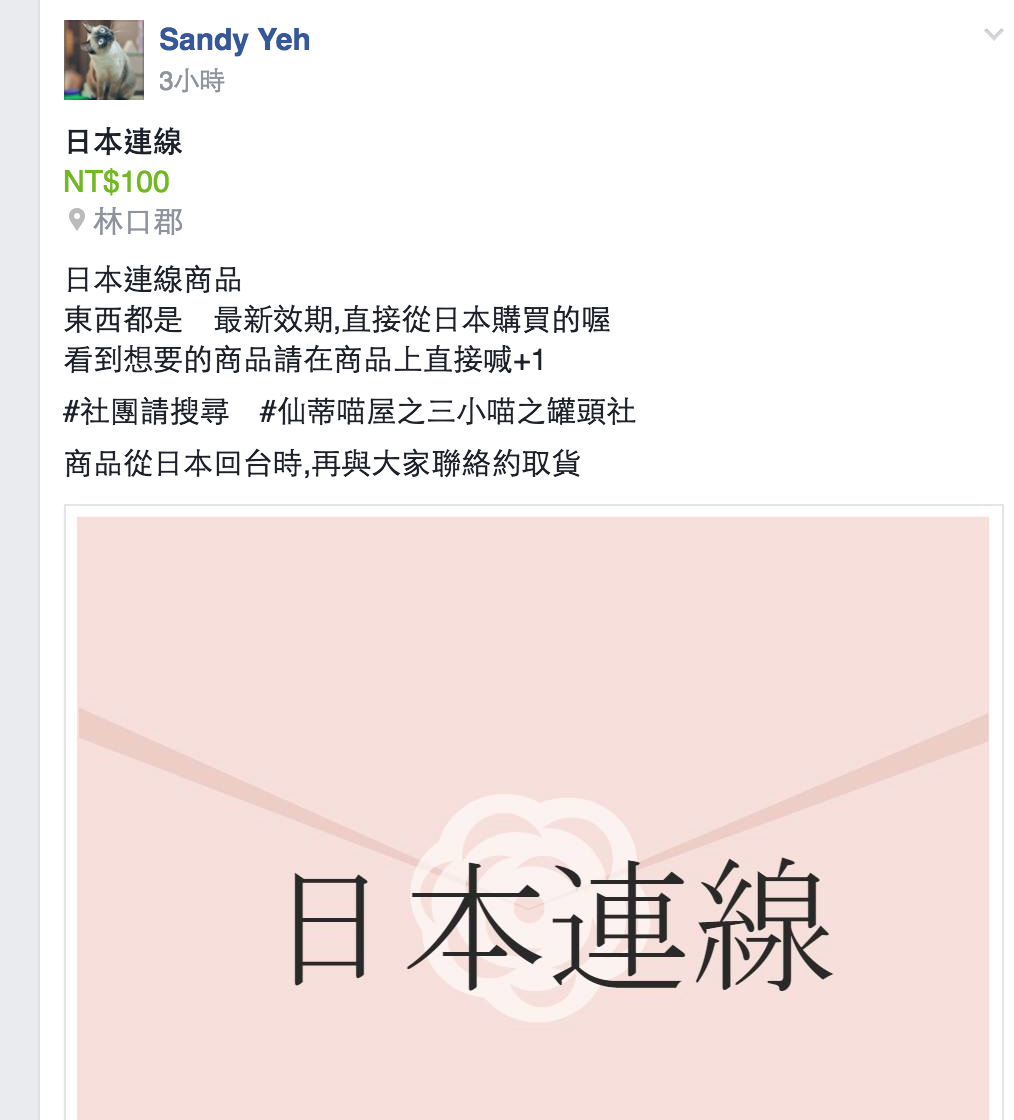 Sandy Yeh
3小時
日本連線
NT$100
林口郡
日本連線商品
東西都是　最新效期,直接從日本購買的喔
看到想要的商品請在商品上直接喊+1
#社團請搜尋　#仙蒂喵屋之三小喵之罐頭社
商品從日本回台時,再與大家聯絡約取貨
日本連線